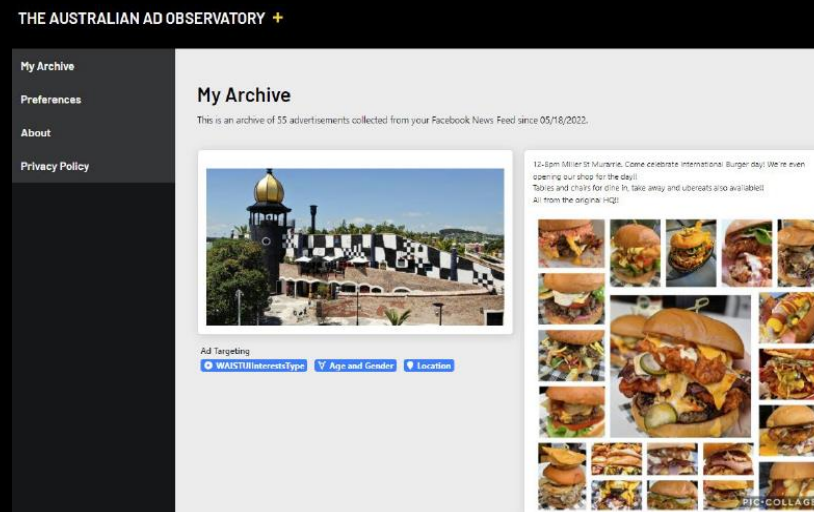 THE AUSTRALIAN AD OBSERVATORY +
My Archive
Preferences
About
Privacy Policy
My Archive
This is an archive of 55 advertisements collected from your Facebook News Feed since 05/18/2022.
12-8pm Miller St Murarrie, Come celebrate International Burger day! We're even
opening our shop for the day!!
Tables and chairs for dine in, take away and ubereats also available!!
All from the original HQ!!
Ad Targeting
WAISTUIInterestsType
Age and Gender
Location
PIC•COLLAGE